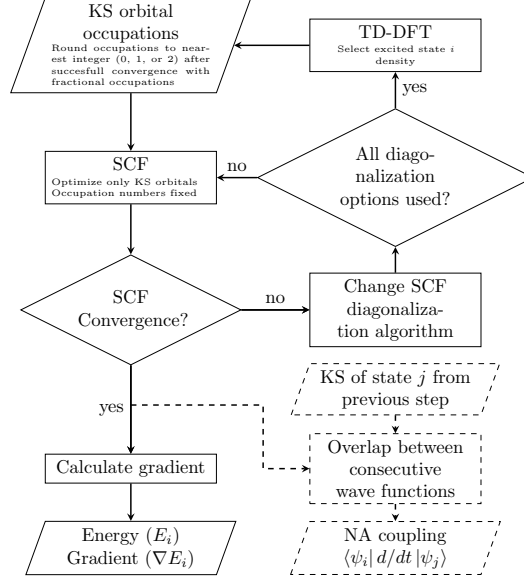 KS orbital
occupations
Round occupations to near-
est integer (0, 1, or 2) after
succesfull convergence with
fractional occupations
TD-DFT
Select excited state i
density
yes
SCF
Optimize only KS orbitals
Occupation numbers fixed
no
All diago-
nalization
options used?
SCF
Convergence?
no
Change SCF
diagonaliza-
tion algorithm
yes
KS of state j from
previous step
Calculate gradient
Overlap between
consecutive
wave functions
Energy (E_i)
Gradient (∇E_i)
NA coupling
⟨ψ_i| d/dt |ψ_j⟩